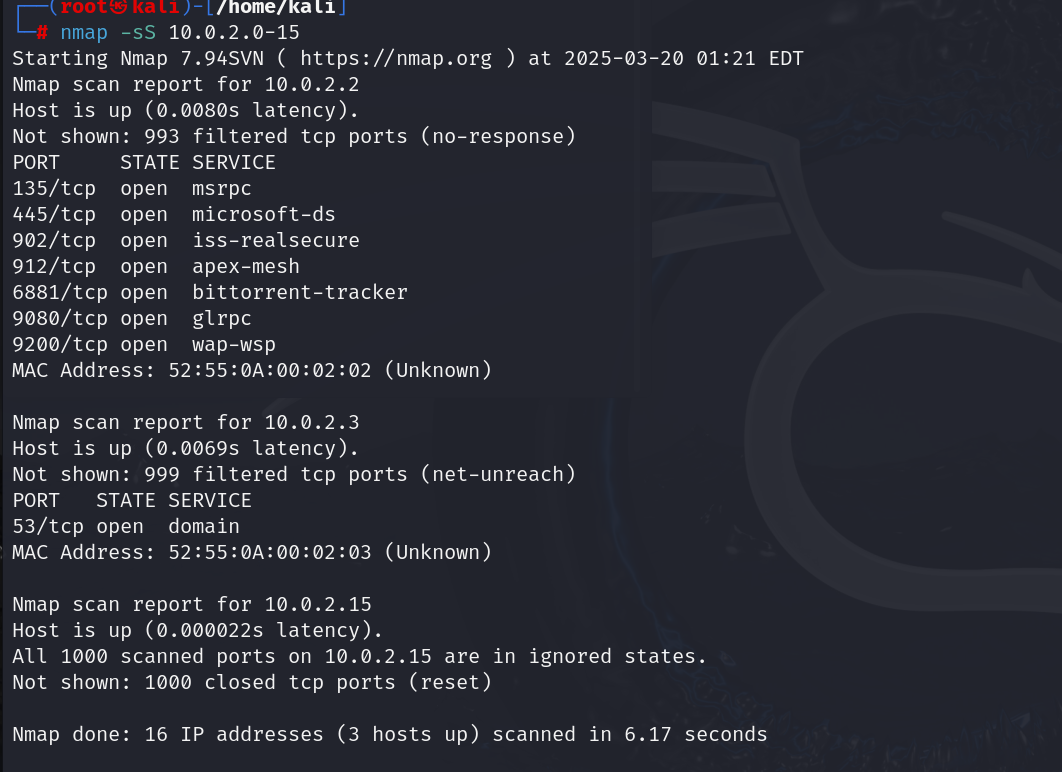 ┌──(root㉿kali)-[/home/kali]
└─# nmap -sS 10.0.2.0-15
Starting Nmap 7.94SVN ( https://nmap.org ) at 2025-03-20 01:21 EDT
Nmap scan report for 10.0.2.2
Host is up (0.0080s latency).
Not shown: 993 filtered tcp ports (no-response)
PORT     STATE SERVICE
135/tcp  open  msrpc
445/tcp  open  microsoft-ds
902/tcp  open  iss-realsecure
912/tcp  open  apex-mesh
6881/tcp open  bittorrent-tracker
9080/tcp open  glrpc
9200/tcp open  wap-wsp
MAC Address: 52:55:0A:00:02:02 (Unknown)
Nmap scan report for 10.0.2.3
Host is up (0.0069s latency).
Not shown: 999 filtered tcp ports (net-unreach)
PORT   STATE SERVICE
53/tcp open  domain
MAC Address: 52:55:0A:00:02:03 (Unknown)
Nmap scan report for 10.0.2.15
Host is up (0.000022s latency).
All 1000 scanned ports on 10.0.2.15 are in ignored states.
Not shown: 1000 closed tcp ports (reset)
Nmap done: 16 IP addresses (3 hosts up) scanned in 6.17 seconds